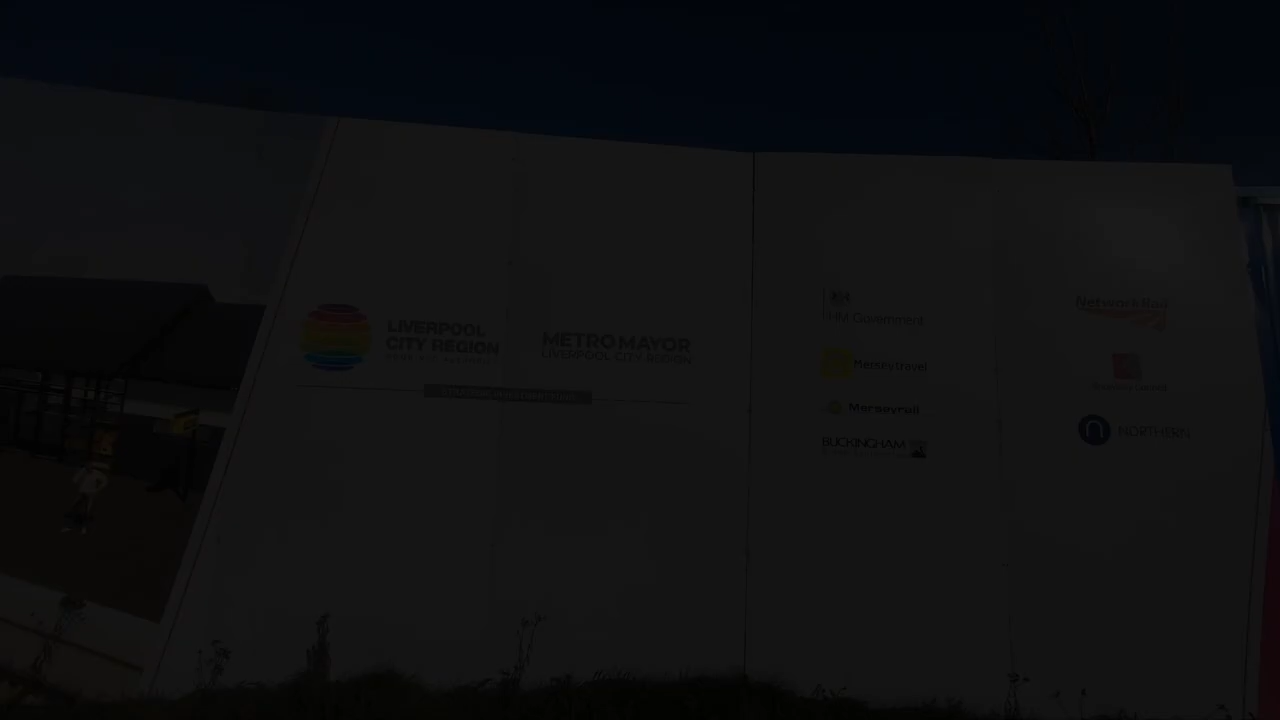 LIVERPOOL
CITY REGION
METRO MAYOR
LIVERPOOL CITY REGION
HM Government
Merseytravel
Merseyrail
BUCKINGHAM
Network Rail
NORTHERN